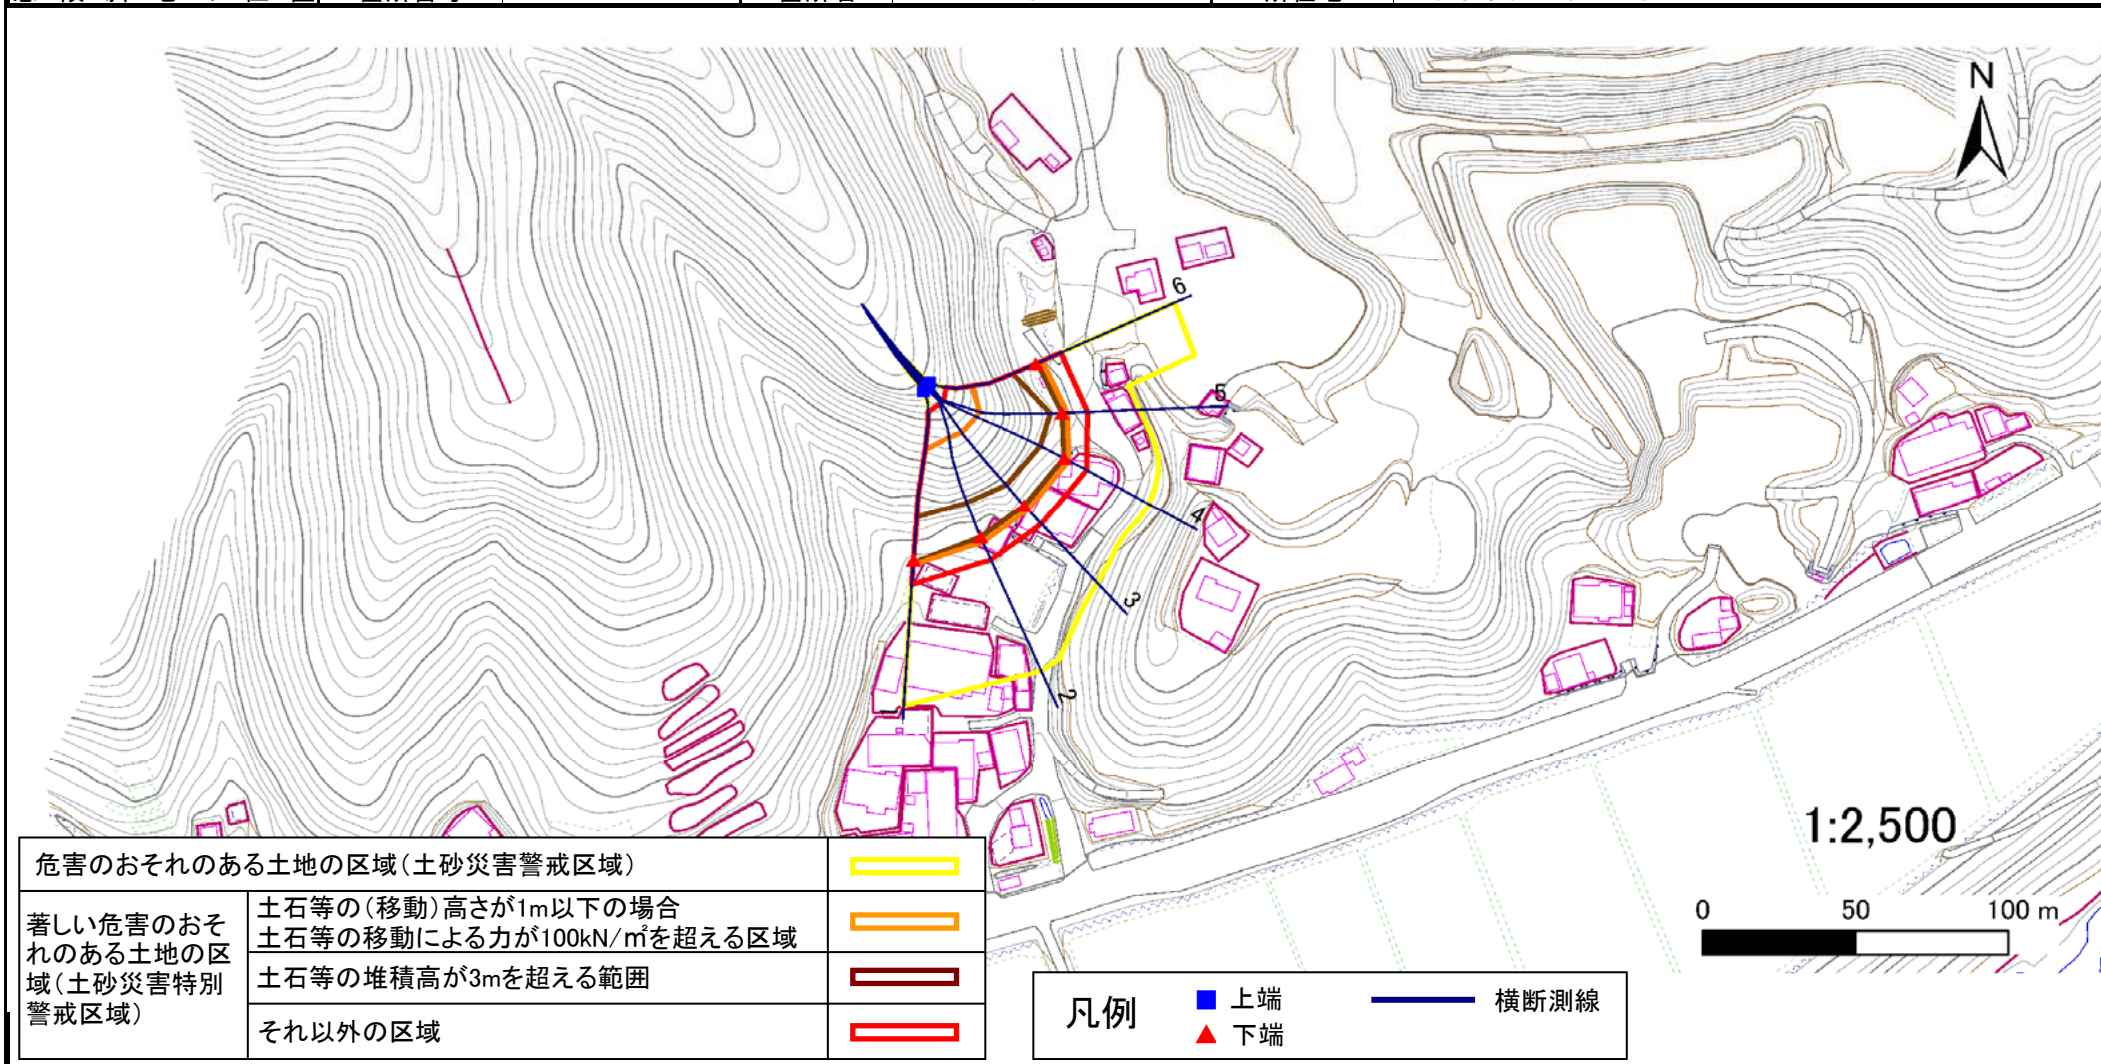 N
6
5
4
3
2
1:2,500
0 50 100 m
危害のおそれのある土地の区域(土砂災害警戒区域)
著しい危害のおそ
れのある土地の区
域(土砂災害特別
警戒区域)
土石等の(移動)高さが1m以下の場合
土石等の移動による力が100kN/㎡を超える区域
土石等の堆積高が3mを超える範囲
それ以外の区域
凡例
上端
下端
横断測線